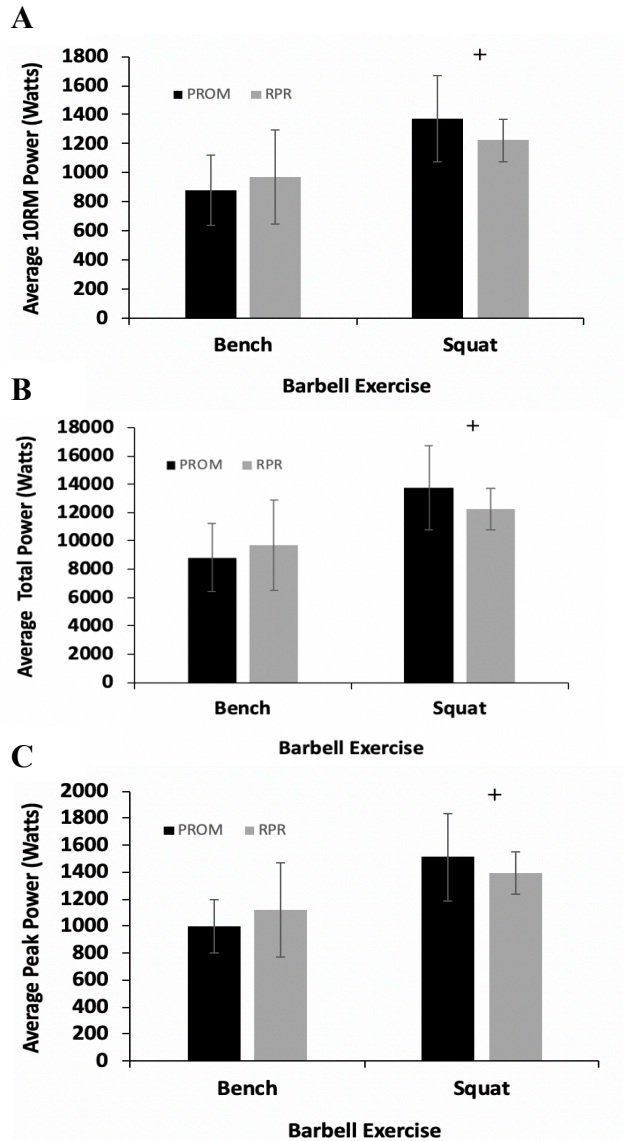 A
Average 10RM Power (Watts)
1800
1600
1400
1200
1000
800
600
400
200
0
PROM RPR
+
Bench Squat
Barbell Exercise
B
Average Total Power (Watts)
18000
16000
14000
12000
10000
8000
6000
4000
2000
0
PROM RPR
+
Bench Squat
Barbell Exercise
C
Average Peak Power (Watts)
2000
1800
1600
1400
1200
1000
800
600
400
200
0
PROM RPR
+
Bench Squat
Barbell Exercise